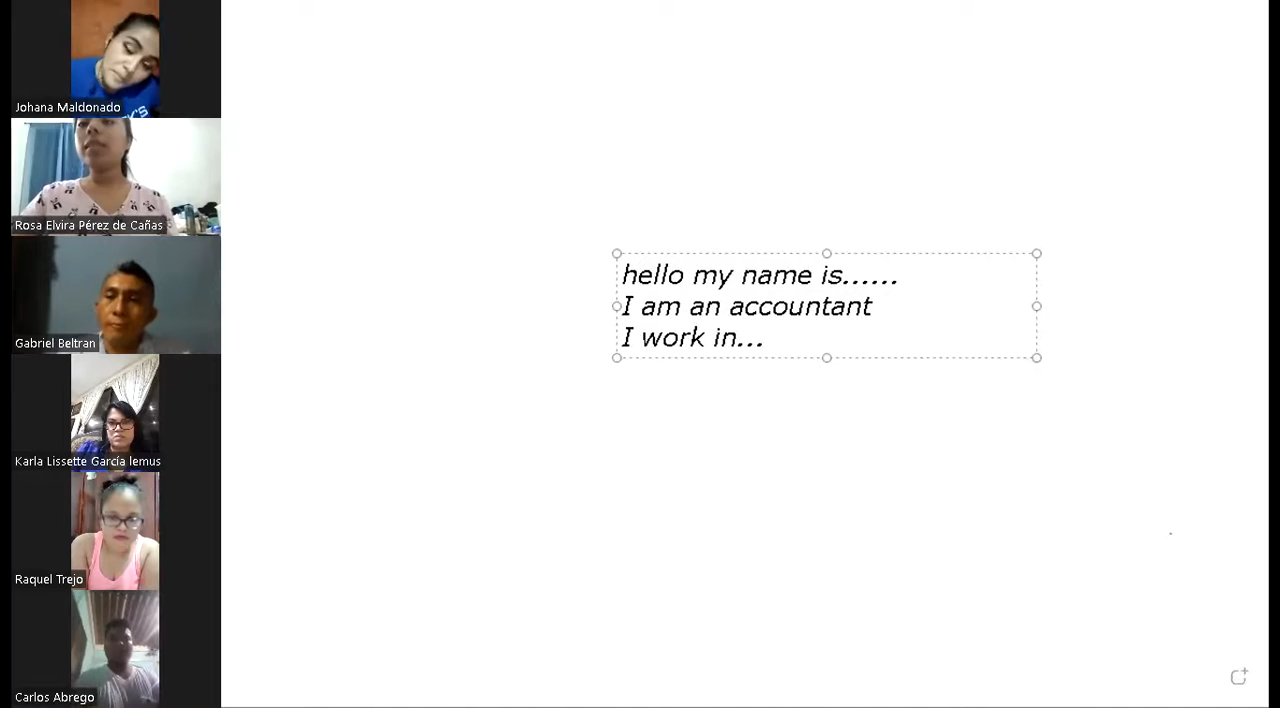 Johana Maldonado
Rosa Elvira Pérez de Cañas
Gabriel Beltran
Karla Lissette García lemus
Raquel Trejo
Carlos Abrego
hello my name is......
I am an accountant
I work in...